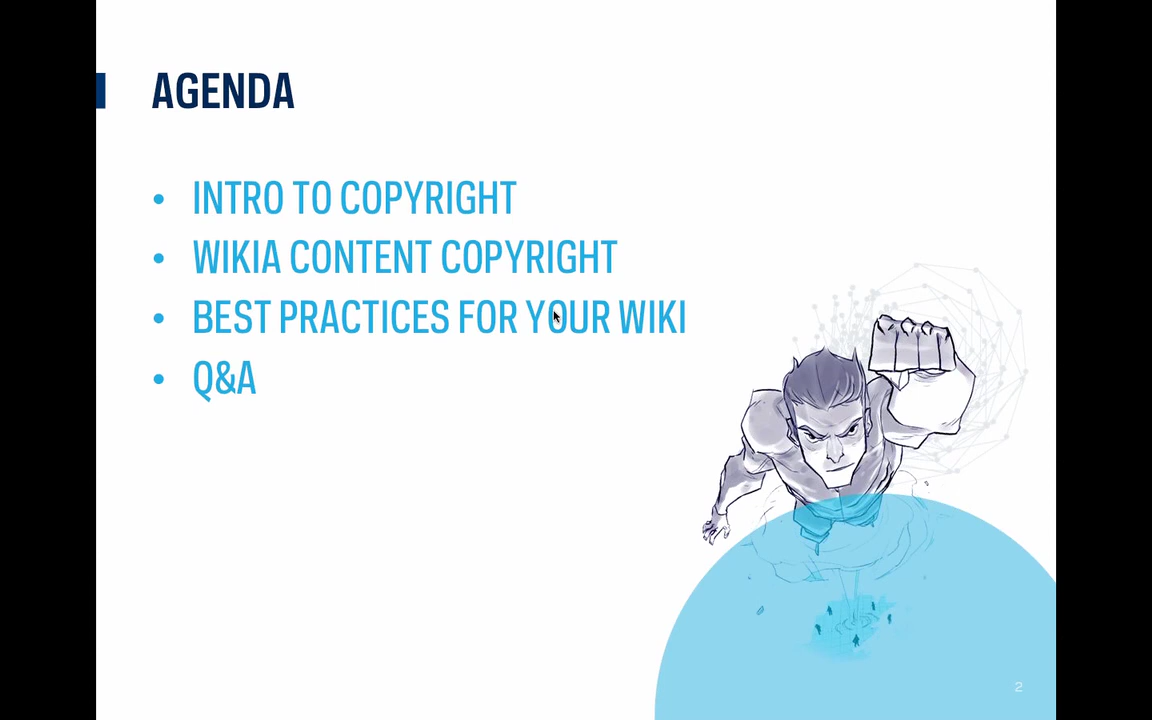 AGENDA
• INTRO TO COPYRIGHT
• WIKIA CONTENT COPYRIGHT
• BEST PRACTICES FOR YOUR WIKI
• Q&A
2